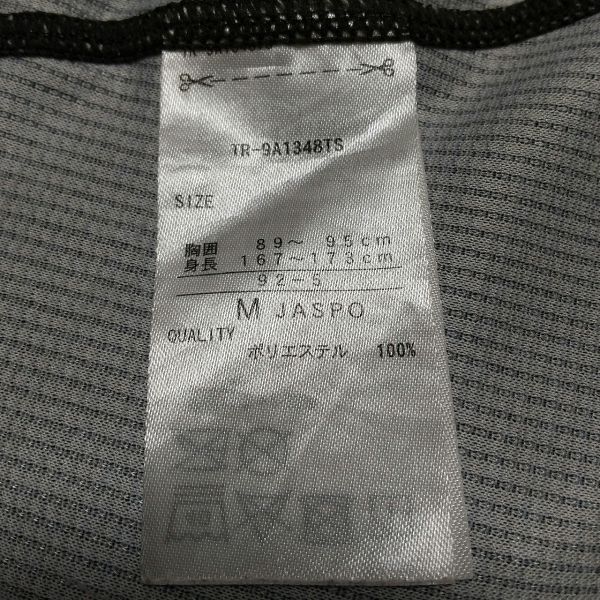 TR-9A1348TS
SIZE
胸囲 89～ 95cm
身長 167～173cm
92-5
M JASPO
QUALITY
ポリエステル 100%